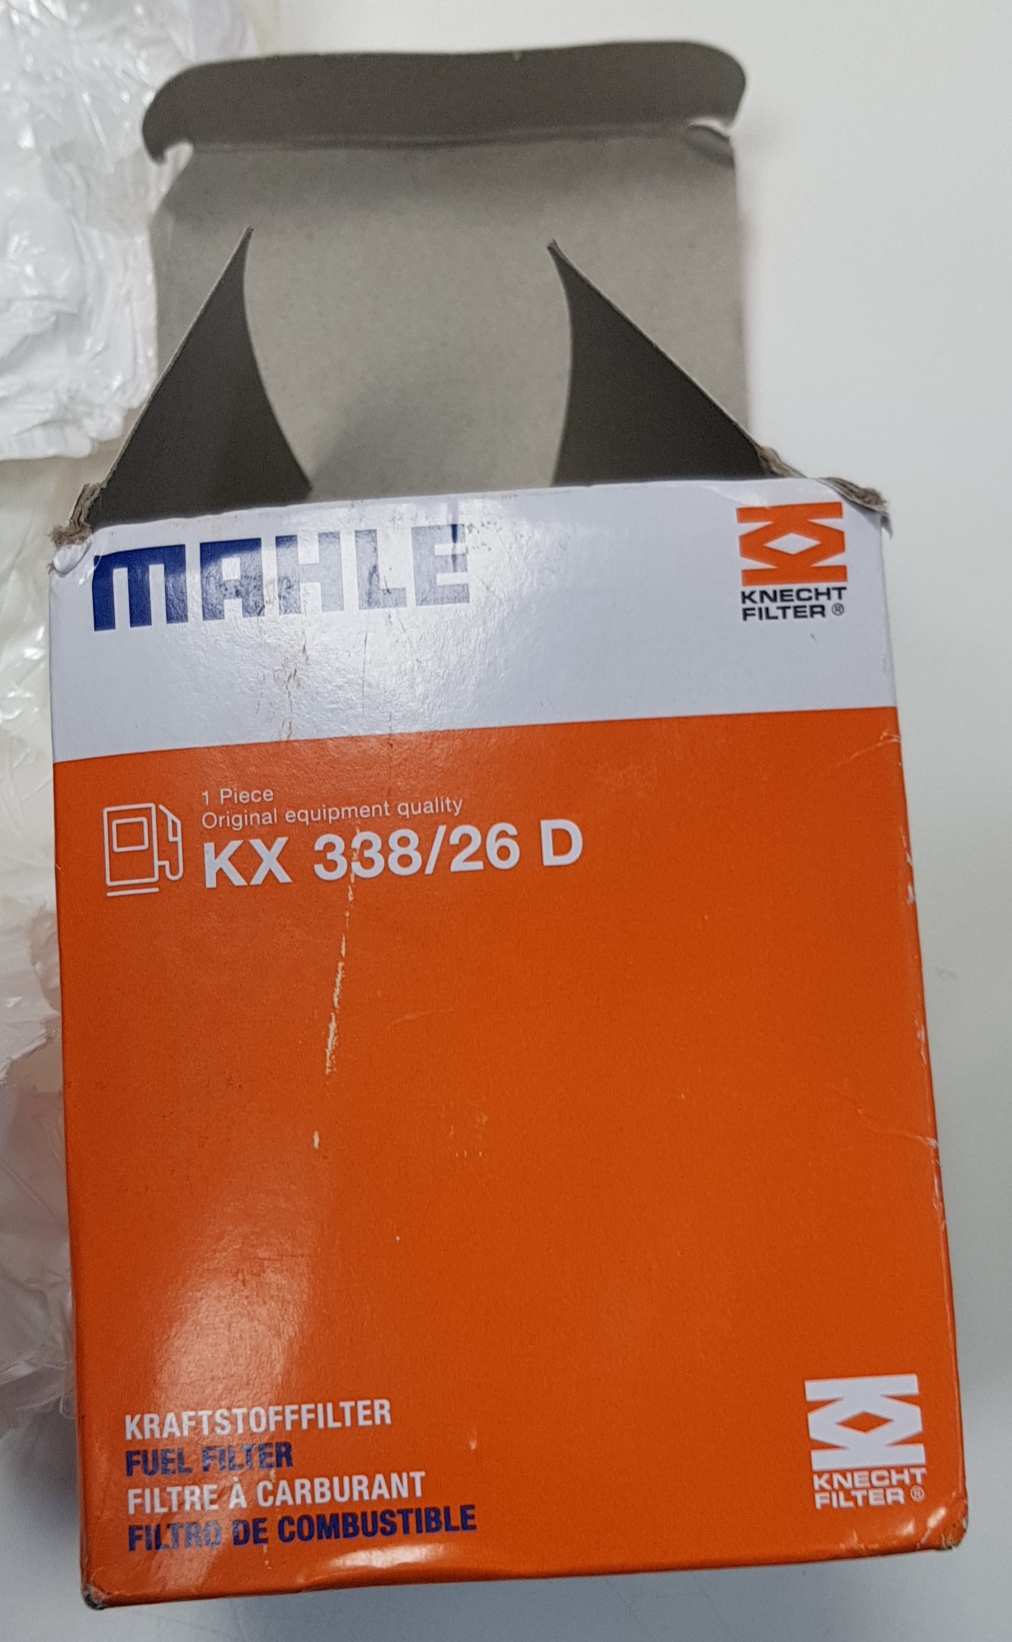 MAHLE
KNECHT
FILTER®
1 Piece
Original equipment quality
KX 338/26 D
KRAFTSTOFFFILTER
FUEL FILTER
FILTRE À CARBURANT
FILTRO DE COMBUSTIBLE
KNECHT
FILTER®